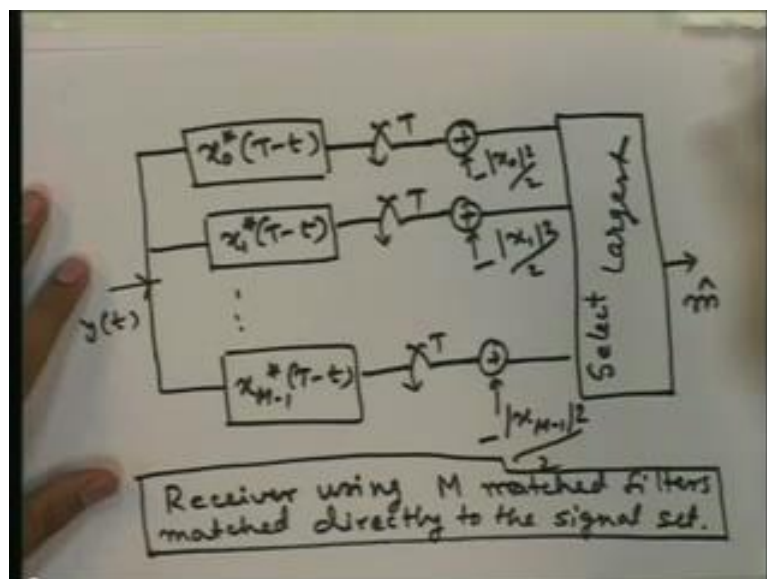 x₀*(T-t)
T
+
-|x₀|²/2
x₁*(T-t)
T
+
-|x₁|²/2
y(t)
⋮
x_{M-1}*(T-t)
T
+
-|x_{M-1}|²/2
Select Largest
m̂
Receiver using M matched filters
matched directly to the signal set.